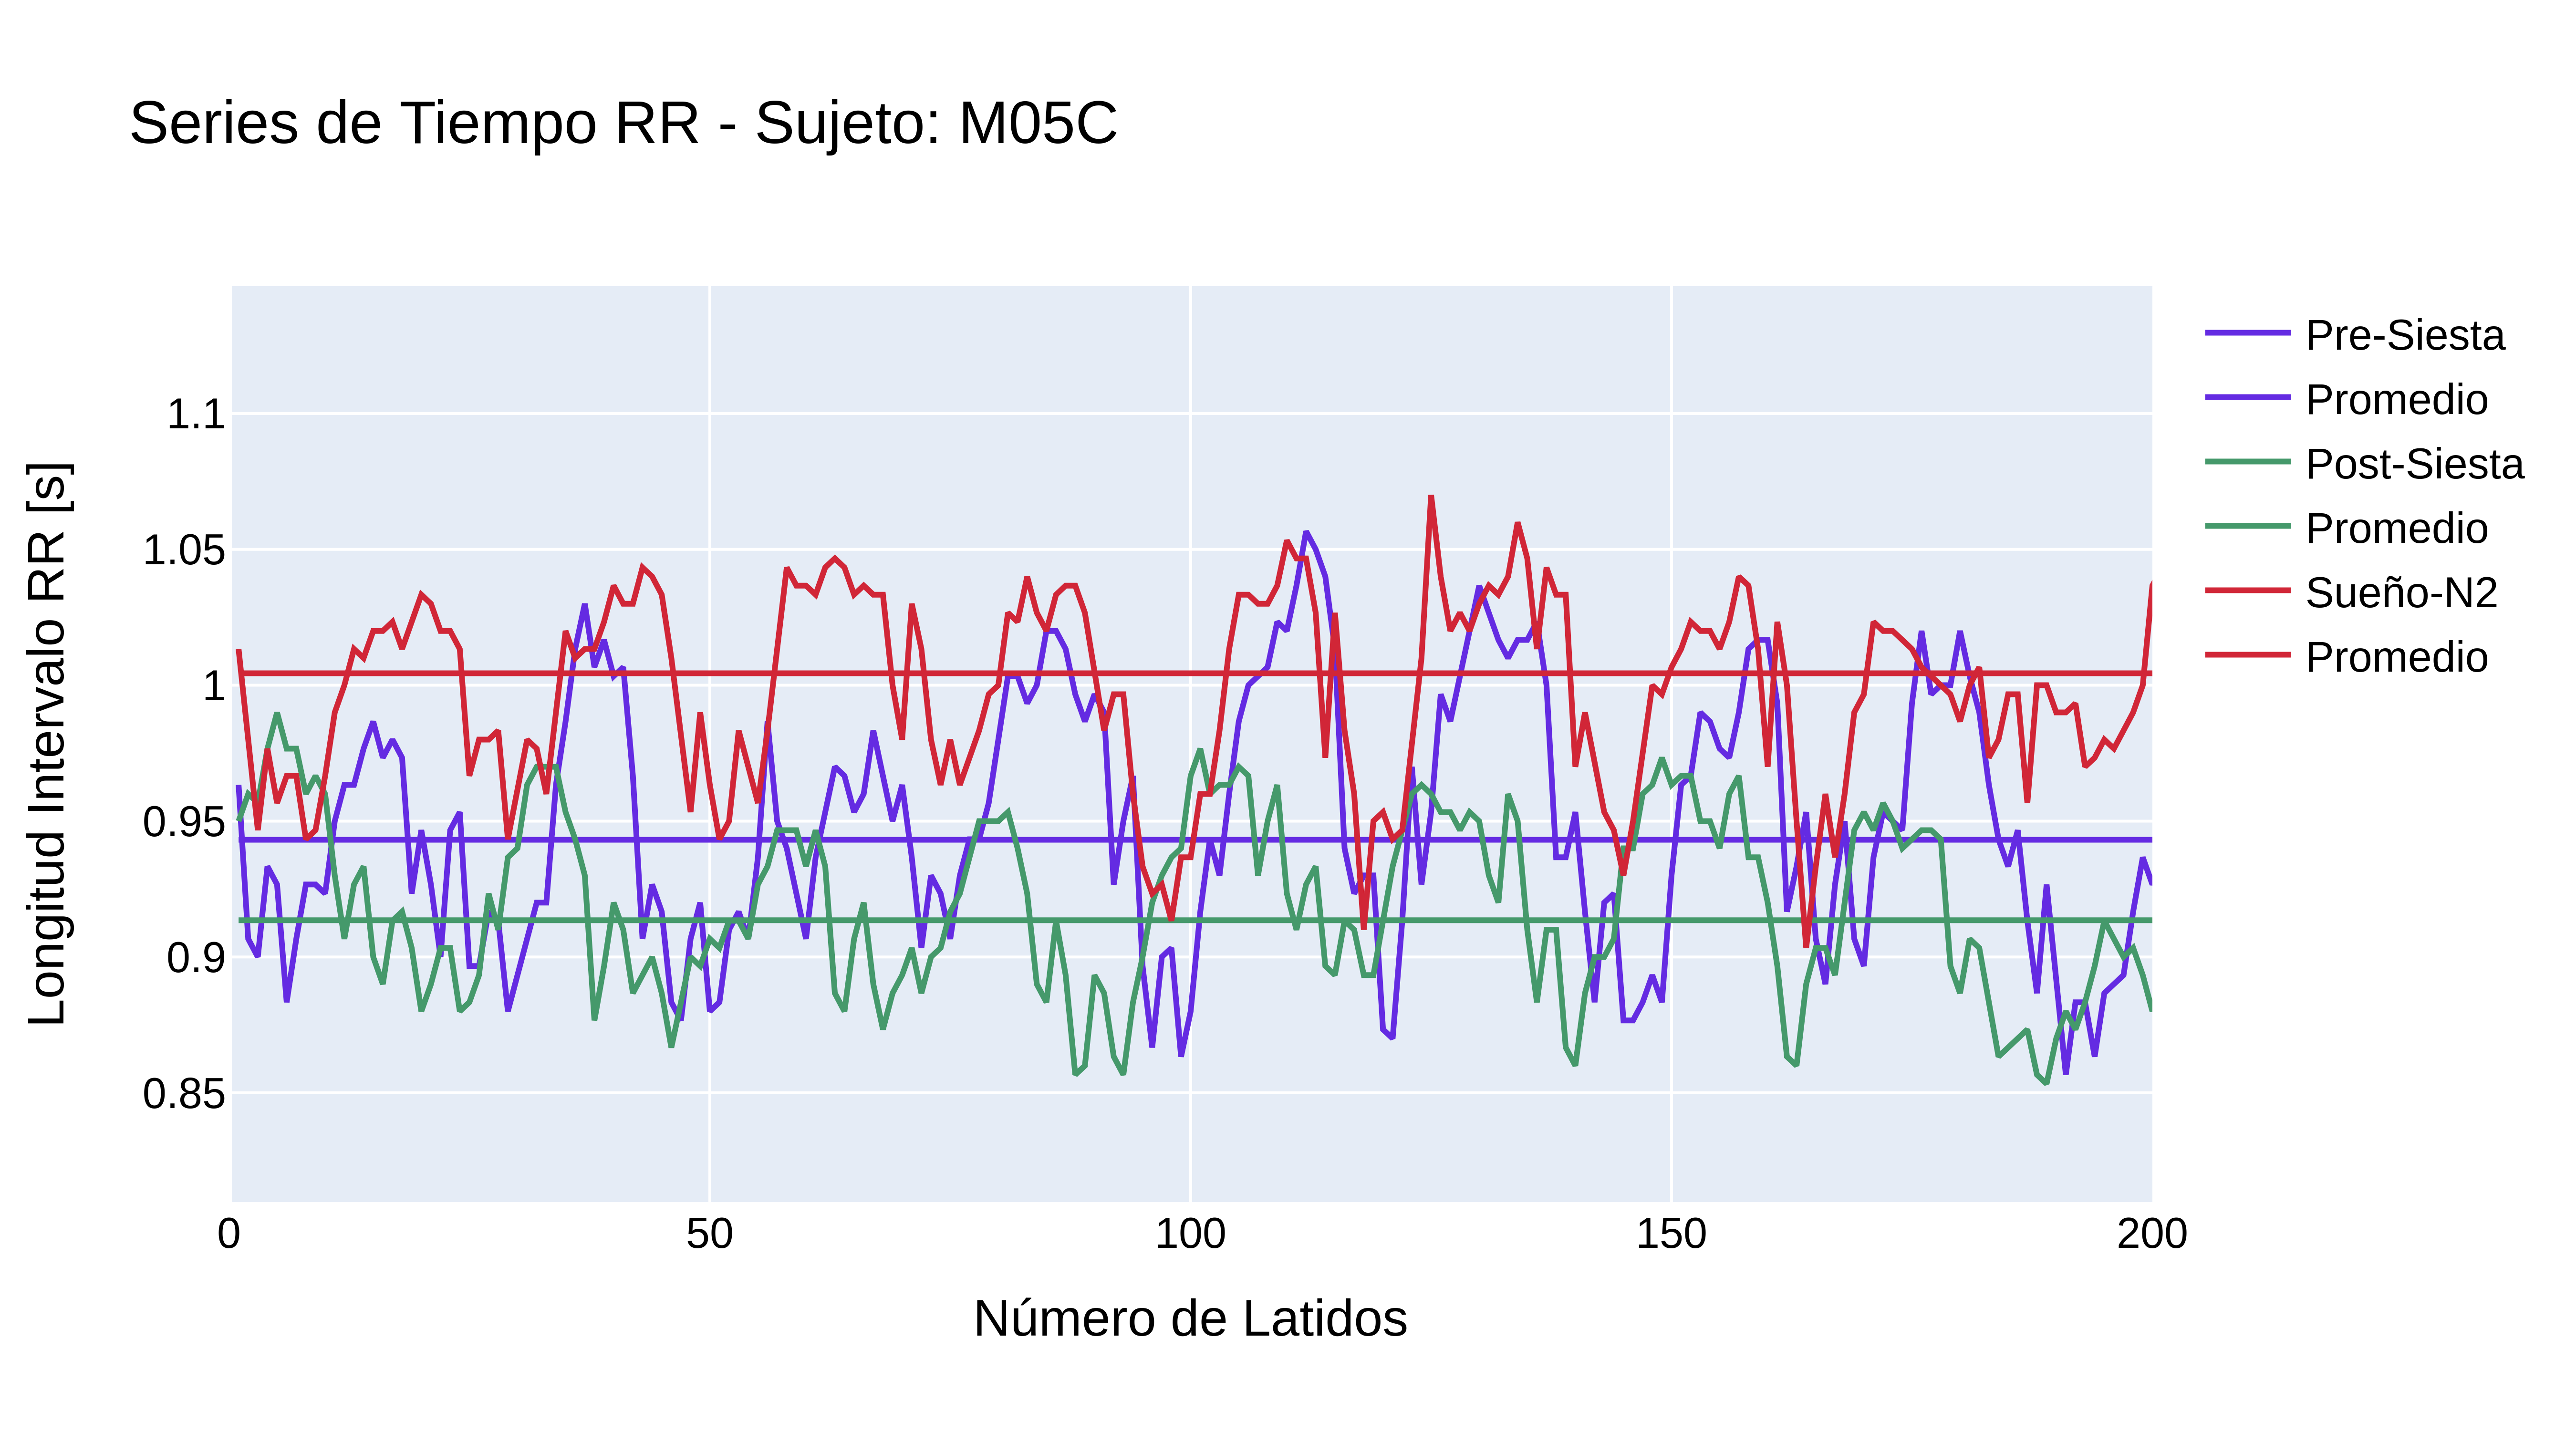 Series de Tiempo RR - Sujeto: M05C
Longitud Intervalo RR [s]
1.1
1.05
1
0.95
0.9
0.85
0
50
100
150
200
Número de Latidos
Pre-Siesta
Promedio
Post-Siesta
Promedio
Sueño-N2
Promedio